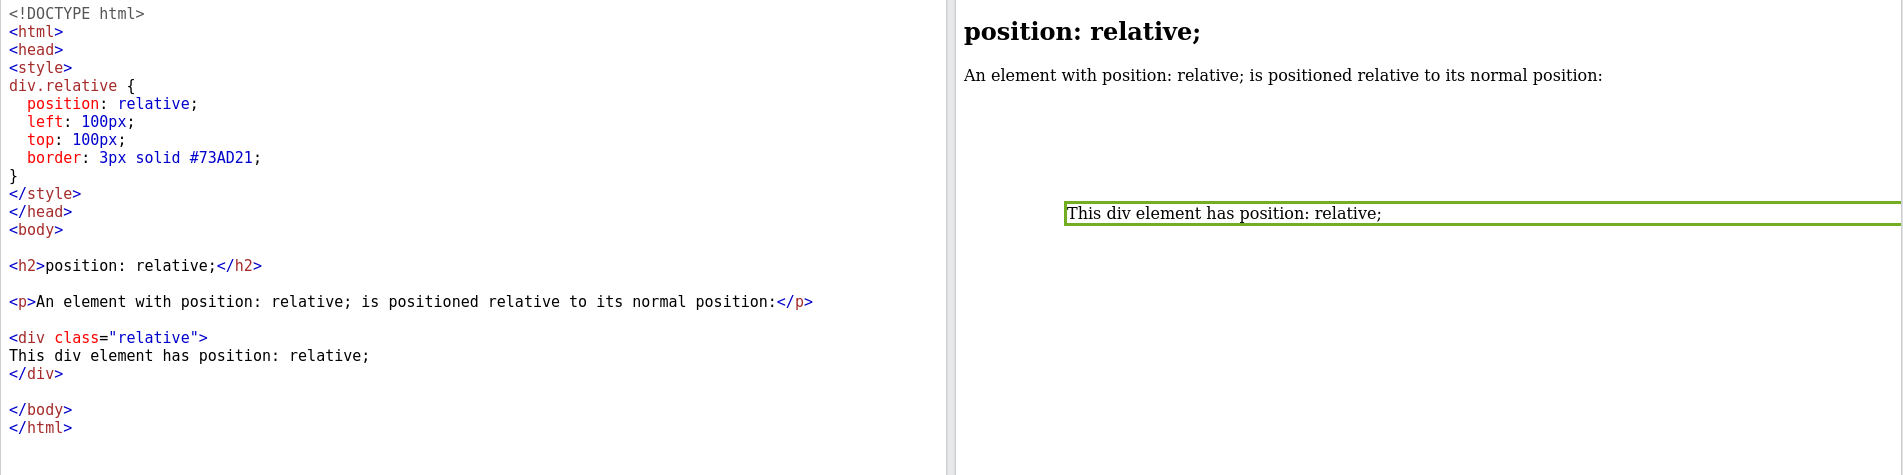 <!DOCTYPE html>
<html>
<head>
<style>
div.relative {
  position: relative;
  left: 100px;
  top: 100px;
  border: 3px solid #73AD21;
}
</style>
</head>
<body>

<h2>position: relative;</h2>

<p>An element with position: relative; is positioned relative to its normal position:</p>

<div class="relative">
This div element has position: relative;
</div>

</body>
</html>

position: relative;
An element with position: relative; is positioned relative to its normal position:
This div element has position: relative;